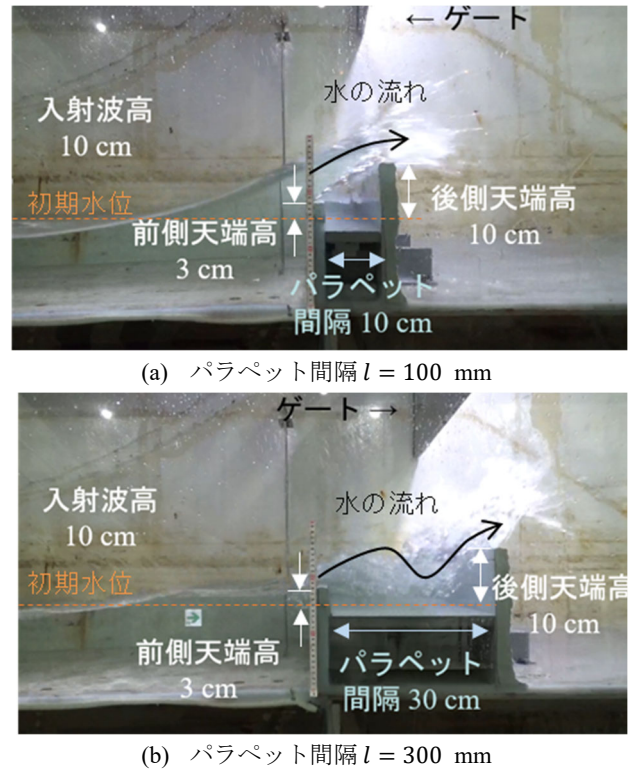 ← ゲート
水の流れ
入射波高
10 cm
初期水位
後側天端高
10 cm
前側天端高
3 cm
パラペット
間隔 10 cm
(a) パラペット間隔 l = 100 mm
ゲート →
水の流れ
入射波高
10 cm
初期水位
後側天端高
10 cm
前側天端高
3 cm
パラペット
間隔 30 cm
(b) パラペット間隔 l = 300 mm